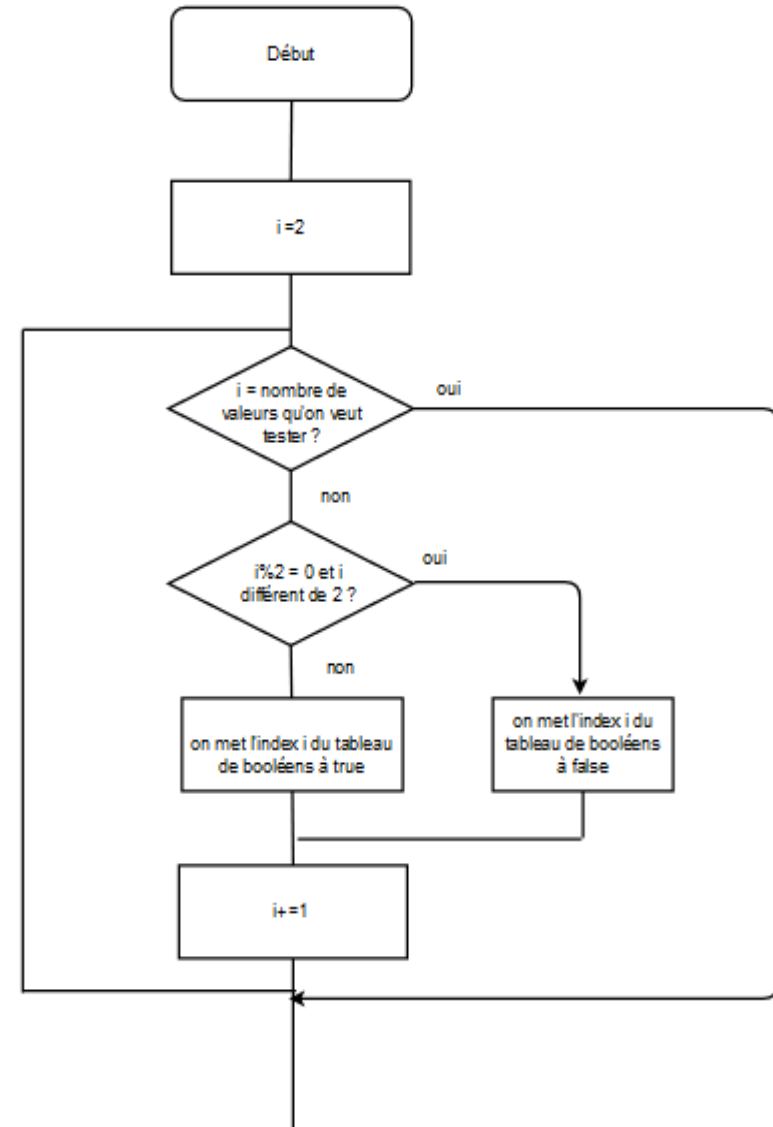 Début
i =2
i = nombre de
valeurs qu'on veut
tester ?
oui
non
i%2 = 0 et i
différent de 2 ?
oui
non
on met l'index i du tableau
de booléens à true
on met l'index i du
tableau de booléens
à false
i+=1